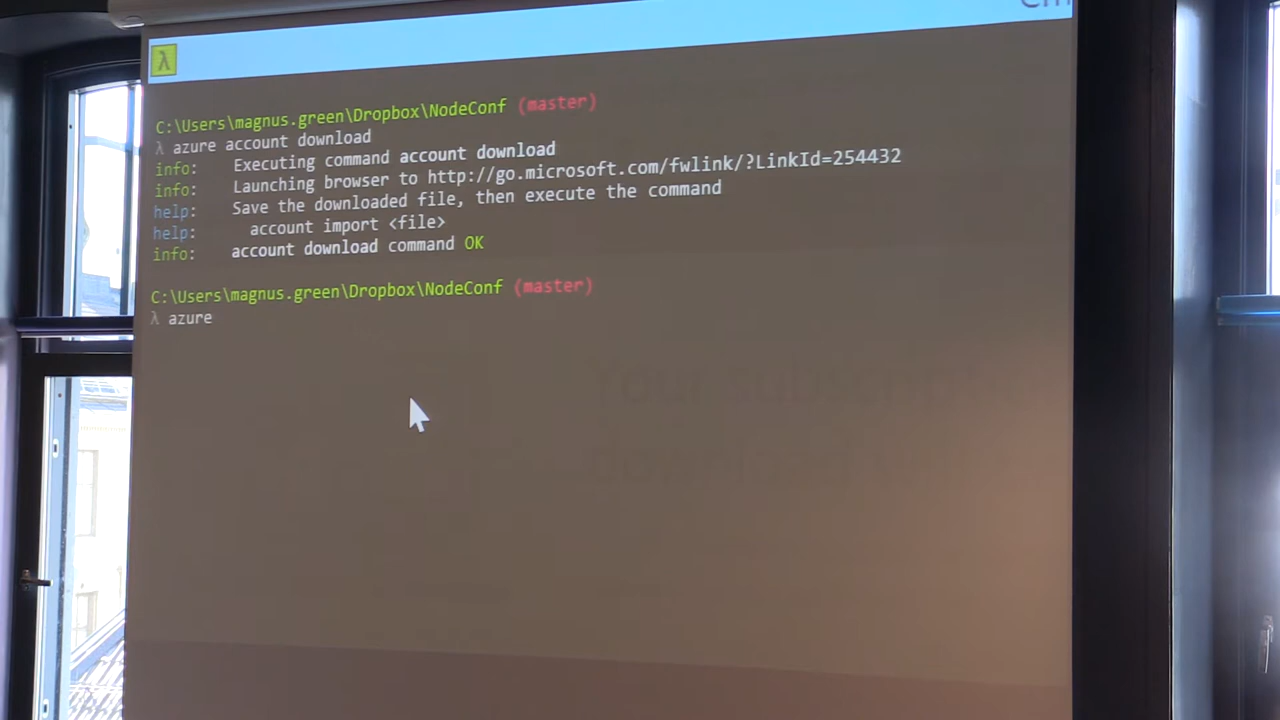 λ
C:\Users\magnus.green\Dropbox\NodeConf (master)
λ azure account download
info: Executing command account download
info: Launching browser to http://go.microsoft.com/fwlink/?LinkId=254432
help: Save the downloaded file, then execute the command
help: account import <file>
info: account download command OK
C:\Users\magnus.green\Dropbox\NodeConf (master)
λ azure